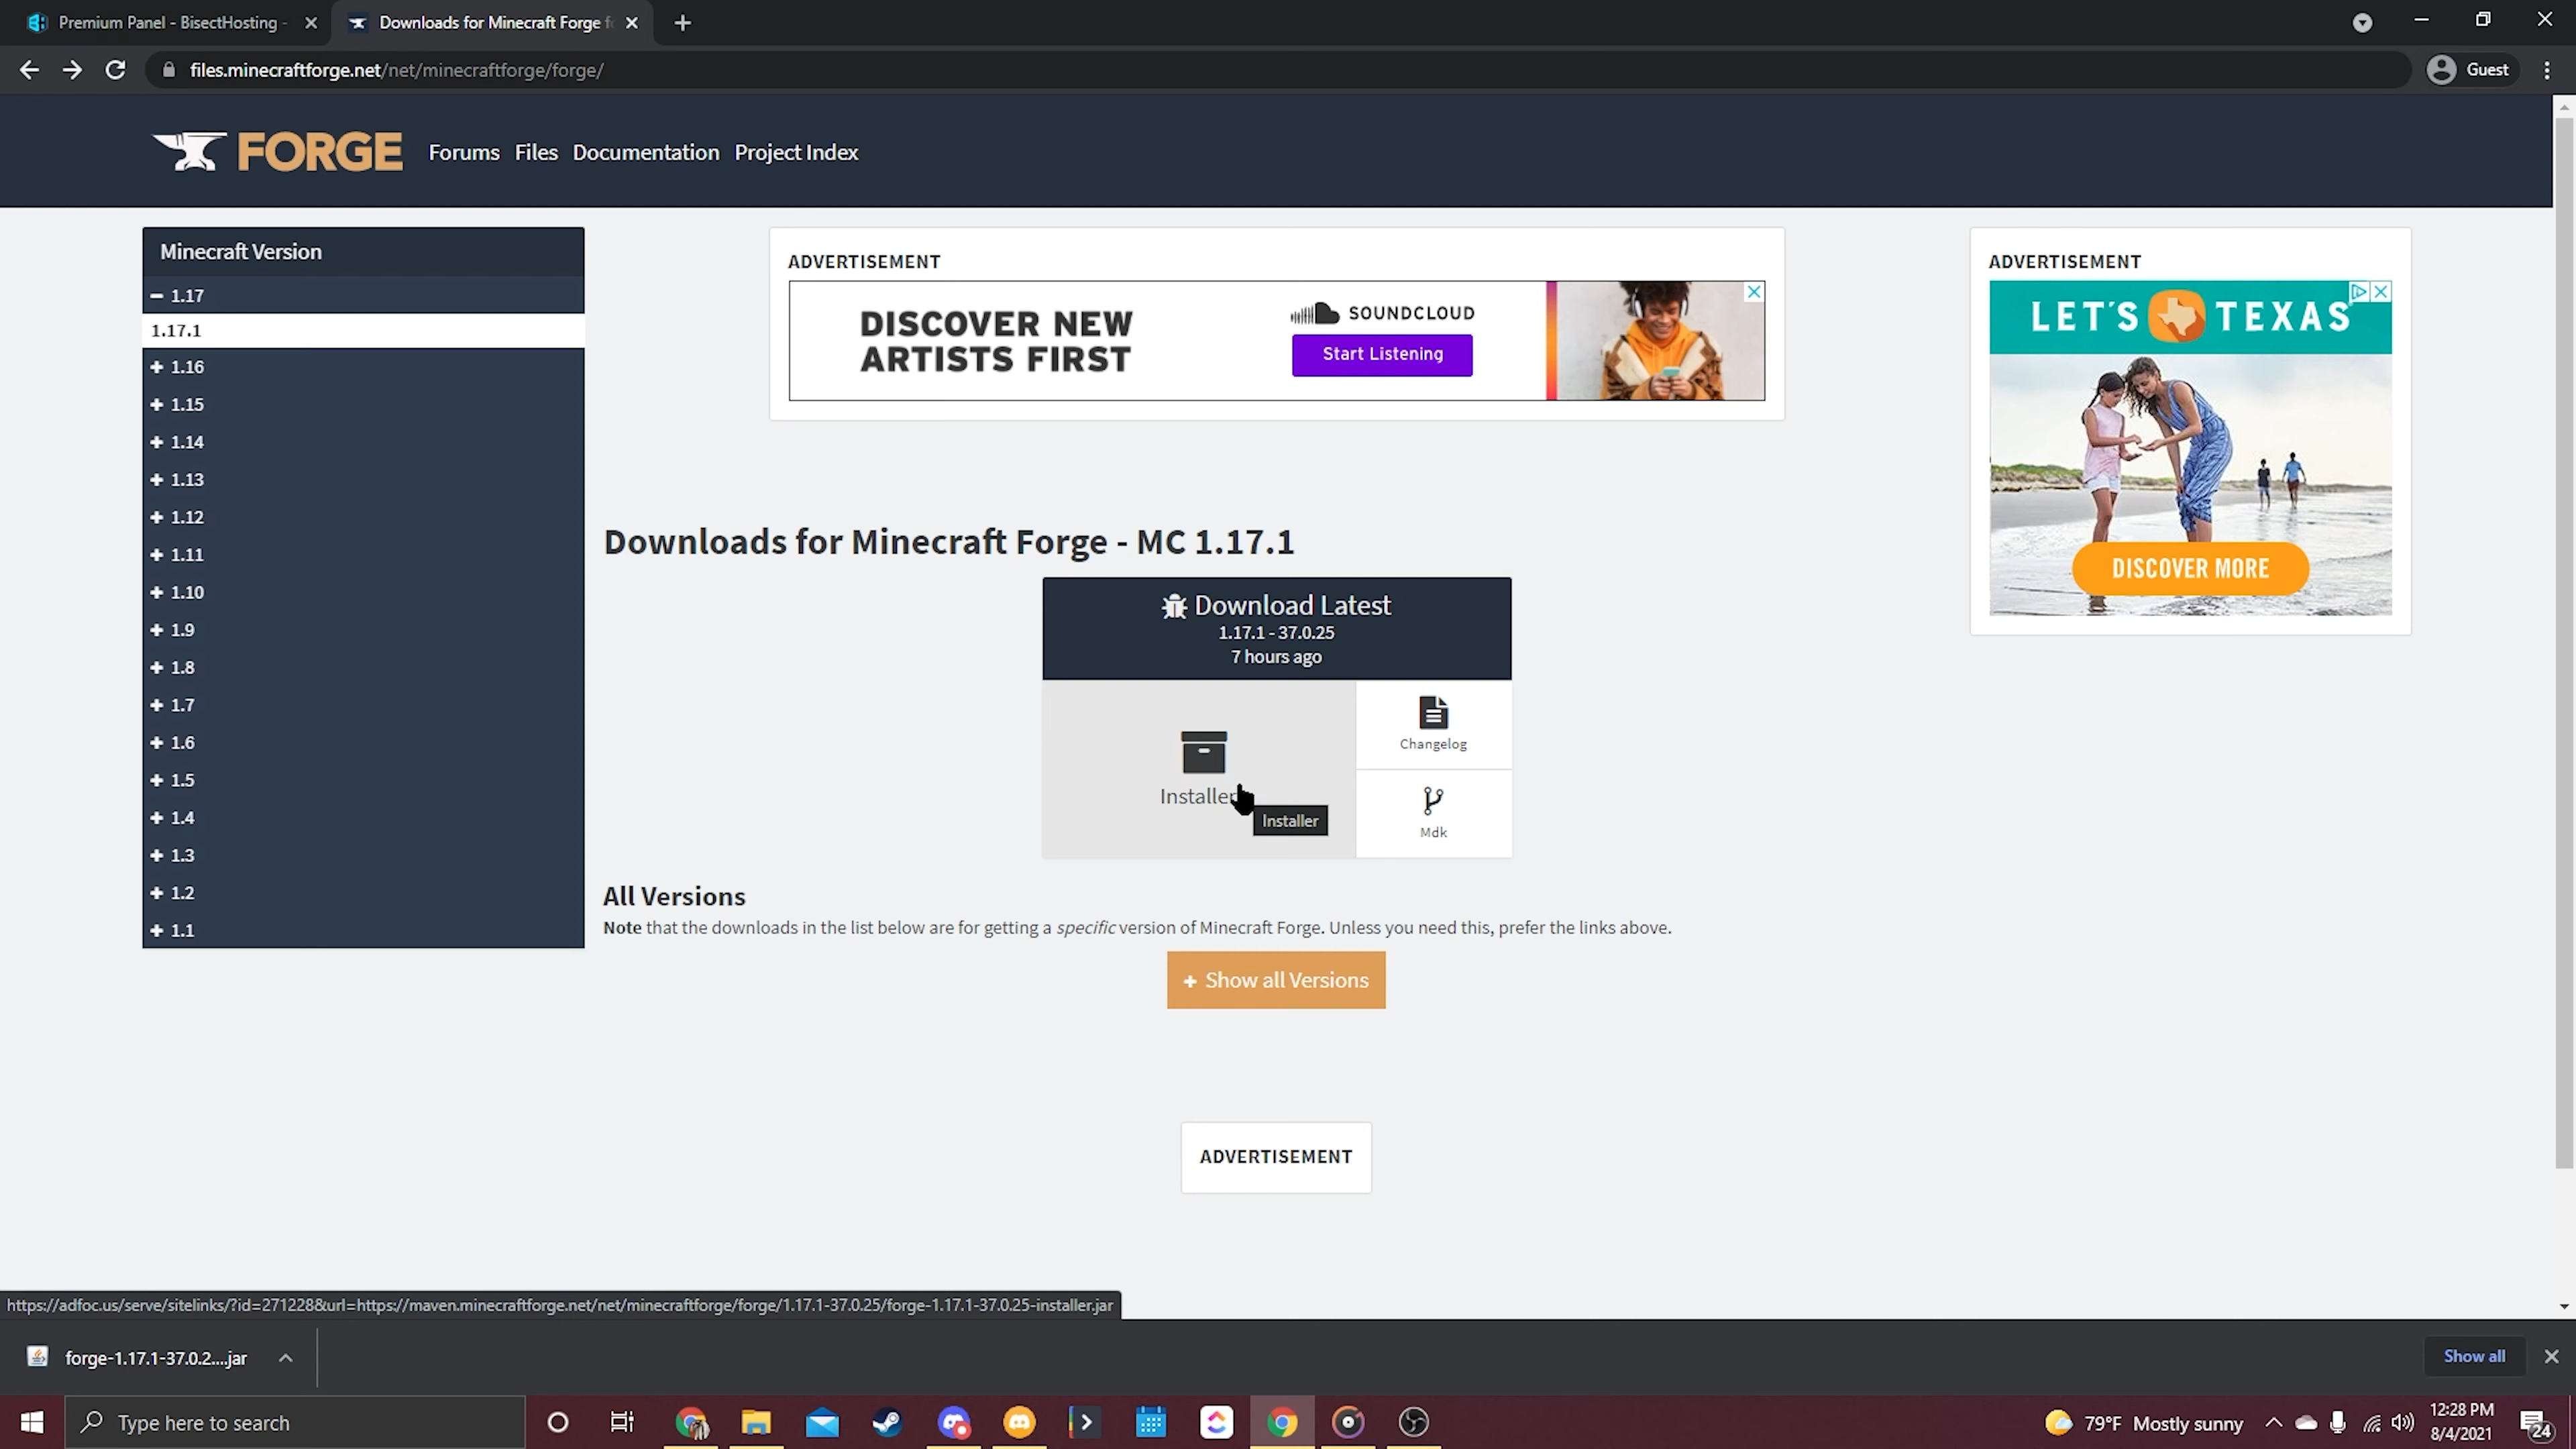 Premium Panel - BisectHosting -
Downloads for Minecraft Forge f
files.minecraftforge.net/net/minecraftforge/forge/
Guest
FORGE
Forums Files Documentation Project Index
Minecraft Version
− 1.17
1.17.1
+ 1.16
+ 1.15
+ 1.14
+ 1.13
+ 1.12
+ 1.11
+ 1.10
+ 1.9
+ 1.8
+ 1.7
+ 1.6
+ 1.5
+ 1.4
+ 1.3
+ 1.2
+ 1.1
ADVERTISEMENT
DISCOVER NEW
ARTISTS FIRST
SOUNDCLOUD
Start Listening
ADVERTISEMENT
LET'S TEXAS
DISCOVER MORE
Downloads for Minecraft Forge - MC 1.17.1
Download Latest
1.17.1 - 37.0.25
7 hours ago
Installer
Installer
Changelog
Mdk
All Versions
Note that the downloads in the list below are for getting a specific version of Minecraft Forge. Unless you need this, prefer the links above.
+ Show all Versions
ADVERTISEMENT
https://adfoc.us/serve/sitelinks/?id=271228&url=https://maven.minecraftforge.net/net/minecraftforge/forge/1.17.1-37.0.25/forge-1.17.1-37.0.25-installer.jar
forge-1.17.1-37.0.2....jar
Show all
Type here to search
79°F Mostly sunny
12:28 PM
8/4/2021
24